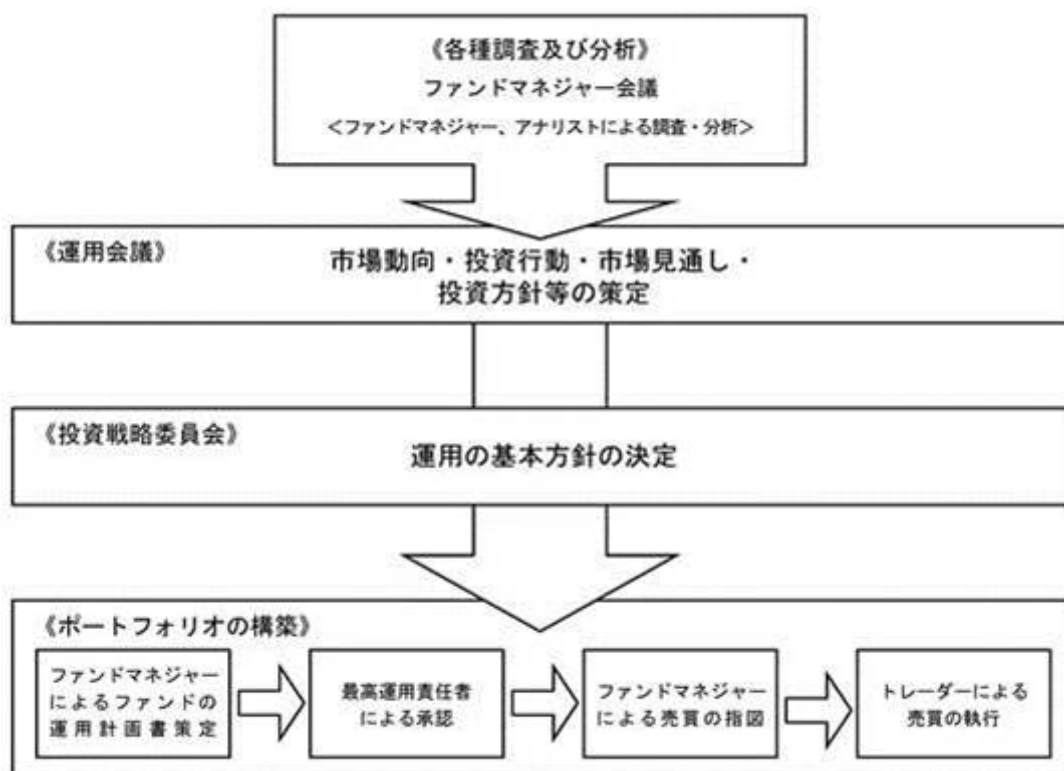 《各種調査及び分析》
ファンドマネジャー会議
＜ファンドマネジャー、アナリストによる調査・分析＞
《運用会議》
市場動向・投資行動・市場見通し・
投資方針等の策定
《投資戦略委員会》
運用の基本方針の決定
《ポートフォリオの構築》
ファンドマネジャー
によるファンドの
運用計画書策定
最高運用責任者
による承認
ファンドマネジャー
による売買の指図
トレーダーによる
売買の執行